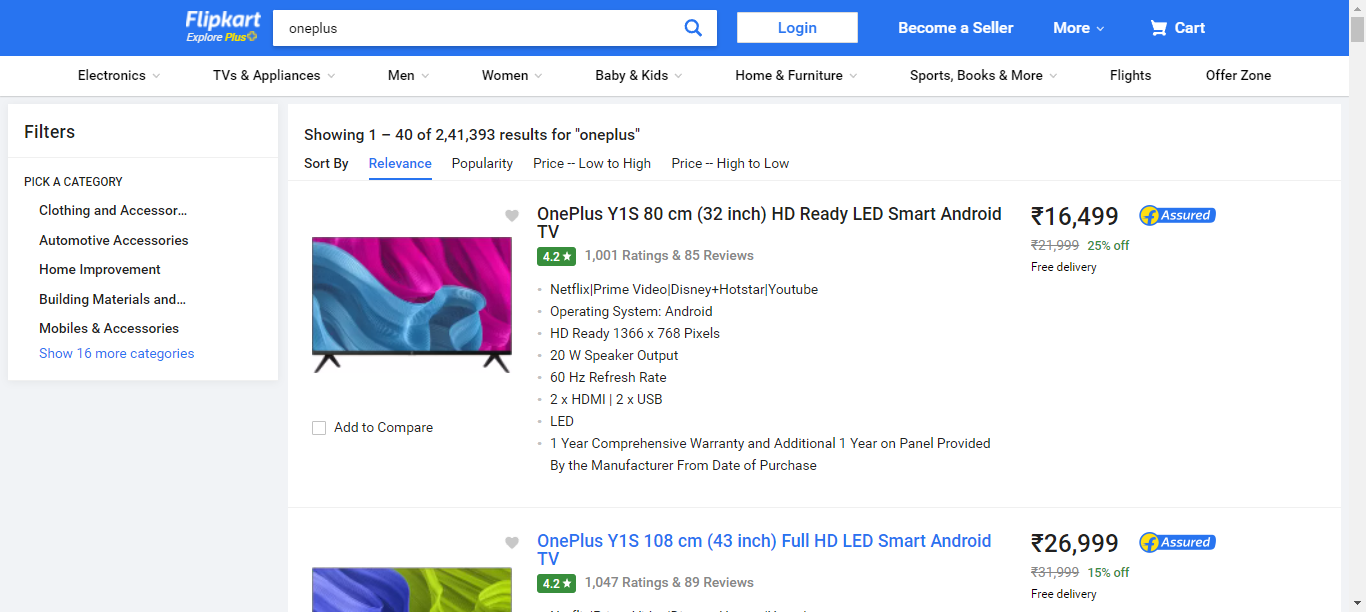 Flipkart
Explore Plus
oneplus
Login
Become a Seller
More
Cart
Electronics
TVs & Appliances
Men
Women
Baby & Kids
Home & Furniture
Sports, Books & More
Flights
Offer Zone
Filters
PICK A CATEGORY
Clothing and Accessor...
Automotive Accessories
Home Improvement
Building Materials and...
Mobiles & Accessories
Show 16 more categories
Showing 1 – 40 of 2,41,393 results for "oneplus"
Sort By
Relevance
Popularity
Price -- Low to High
Price -- High to Low
OnePlus Y1S 80 cm (32 inch) HD Ready LED Smart Android
TV
4.2★
1,001 Ratings & 85 Reviews
Netflix|Prime Video|Disney+Hotstar|Youtube
Operating System: Android
HD Ready 1366 x 768 Pixels
20 W Speaker Output
60 Hz Refresh Rate
2 x HDMI | 2 x USB
LED
1 Year Comprehensive Warranty and Additional 1 Year on Panel Provided
By the Manufacturer From Date of Purchase
Add to Compare
₹16,499
Assured
₹21,999 25% off
Free delivery
OnePlus Y1S 108 cm (43 inch) Full HD LED Smart Android
TV
4.2★
1,047 Ratings & 89 Reviews
₹26,999
Assured
₹31,999 15% off
Free delivery